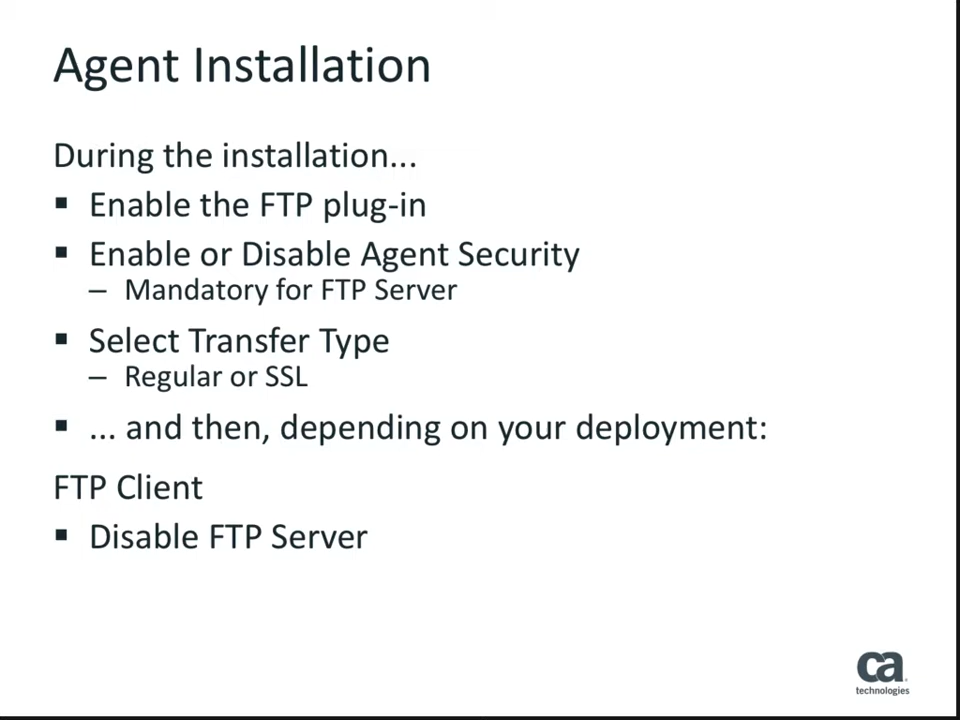 Agent Installation
During the installation...
▪ Enable the FTP plug-in
▪ Enable or Disable Agent Security
– Mandatory for FTP Server
▪ Select Transfer Type
– Regular or SSL
▪ ... and then, depending on your deployment:
FTP Client
▪ Disable FTP Server
ca
technologies